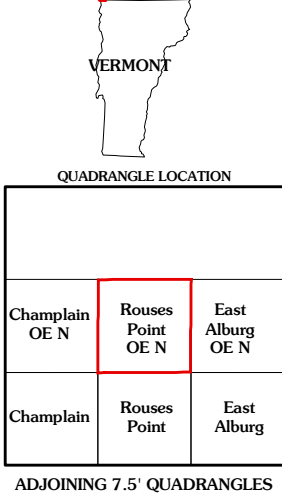 VERMONT
QUADRANGLE LOCATION
Champlain
OE N
Rouses
Point
OE N
East
Alburg
OE N
Champlain
Rouses
Point
East
Alburg
ADJOINING 7.5' QUADRANGLES